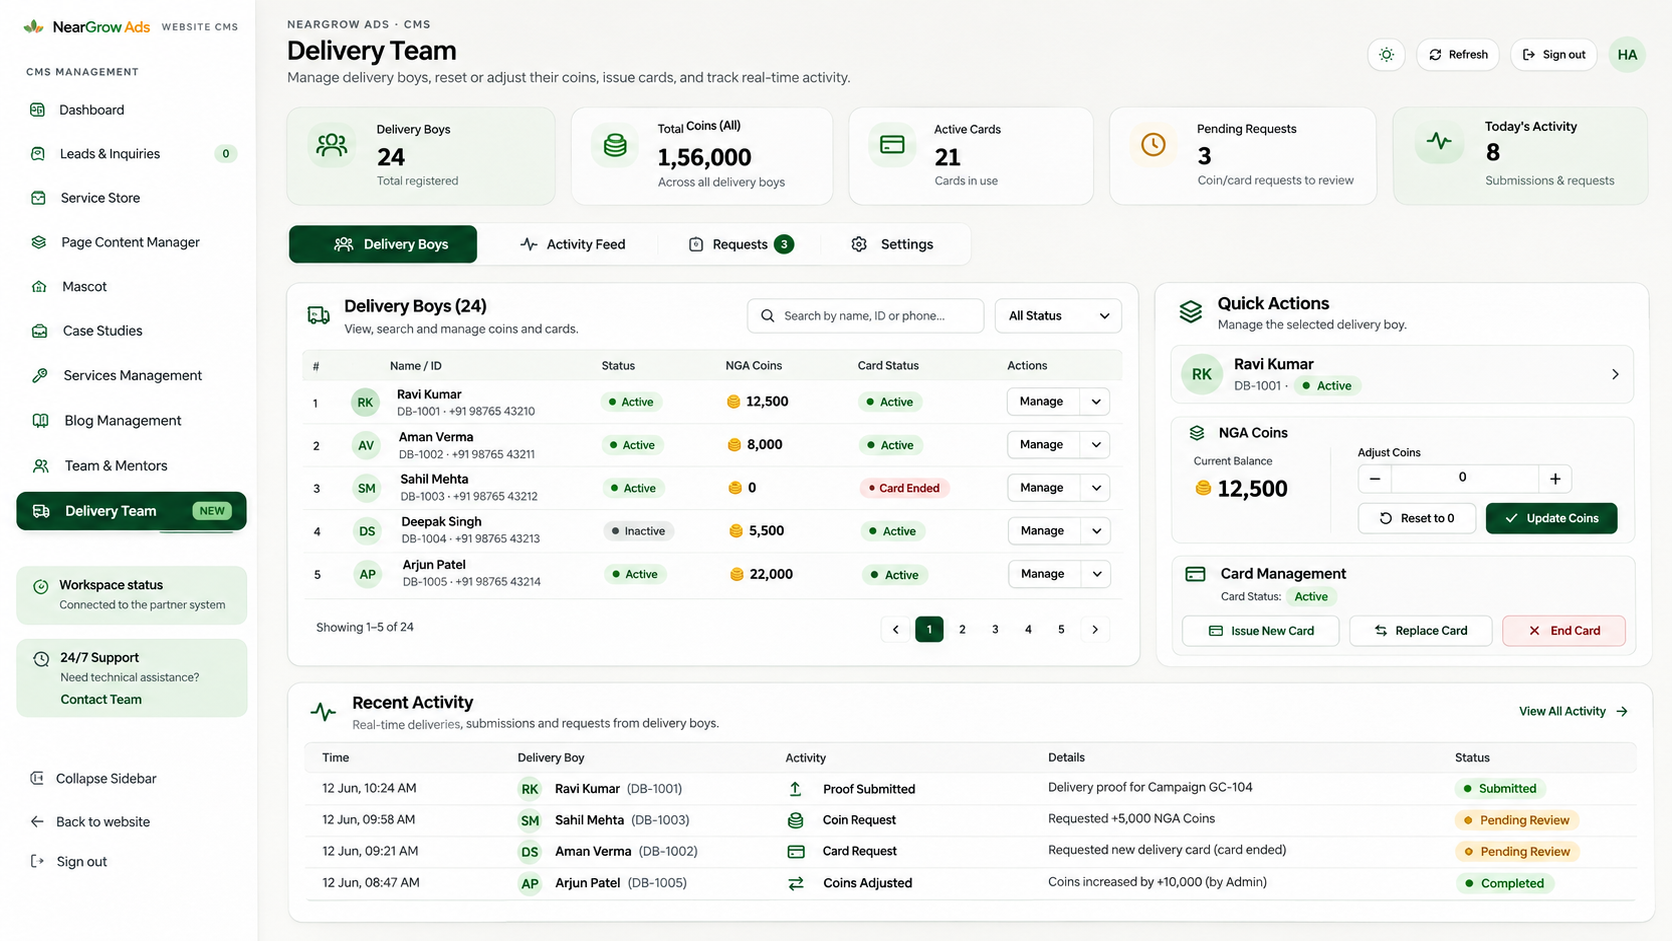 NearGrow Ads WEBSITE CMS
CMS MANAGEMENT
Dashboard
Leads & Inquiries 0
Service Store
Page Content Manager
Mascot
Case Studies
Services Management
Blog Management
Team & Mentors
Delivery Team NEW
Workspace status
Connected to the partner system
24/7 Support
Need technical assistance?
Contact Team
Collapse Sidebar
Back to website
Sign out
NEARGROW ADS · CMS
Delivery Team
Manage delivery boys, reset or adjust their coins, issue cards, and track real-time activity.
Refresh
Sign out
HA
Delivery Boys
24
Total registered
Total Coins (All)
1,56,000
Across all delivery boys
Active Cards
21
Cards in use
Pending Requests
3
Coin/card requests to review
Today's Activity
8
Submissions & requests
Delivery Boys
Activity Feed
Requests 3
Settings
Delivery Boys (24)
View, search and manage coins and cards.
Search by name, ID or phone...
All Status
# Name / ID Status NGA Coins Card Status Actions
1 RK Ravi Kumar Active 12,500 Active Manage
DB-1001 · +91 98765 43210
2 AV Aman Verma Active 8,000 Active Manage
DB-1002 · +91 98765 43211
3 SM Sahil Mehta Active 0 Card Ended Manage
DB-1003 · +91 98765 43212
4 DS Deepak Singh Inactive 5,500 Active Manage
DB-1004 · +91 98765 43213
5 AP Arjun Patel Active 22,000 Active Manage
DB-1005 · +91 98765 43214
Showing 1–5 of 24
1 2 3 4 5
Quick Actions
Manage the selected delivery boy.
RK Ravi Kumar
DB-1001 · Active
NGA Coins
Current Balance
12,500
Adjust Coins
− 0 +
Reset to 0
Update Coins
Card Management
Card Status: Active
Issue New Card
Replace Card
End Card
Recent Activity
Real-time deliveries, submissions and requests from delivery boys.
View All Activity
Time Delivery Boy Activity Details Status
12 Jun, 10:24 AM RK Ravi Kumar (DB-1001) Proof Submitted Delivery proof for Campaign GC-104 Submitted
12 Jun, 09:58 AM SM Sahil Mehta (DB-1003) Coin Request Requested +5,000 NGA Coins Pending Review
12 Jun, 09:21 AM DS Aman Verma (DB-1002) Card Request Requested new delivery card (card ended) Pending Review
12 Jun, 08:47 AM AP Arjun Patel (DB-1005) Coins Adjusted Coins increased by +10,000 (by Admin) Completed